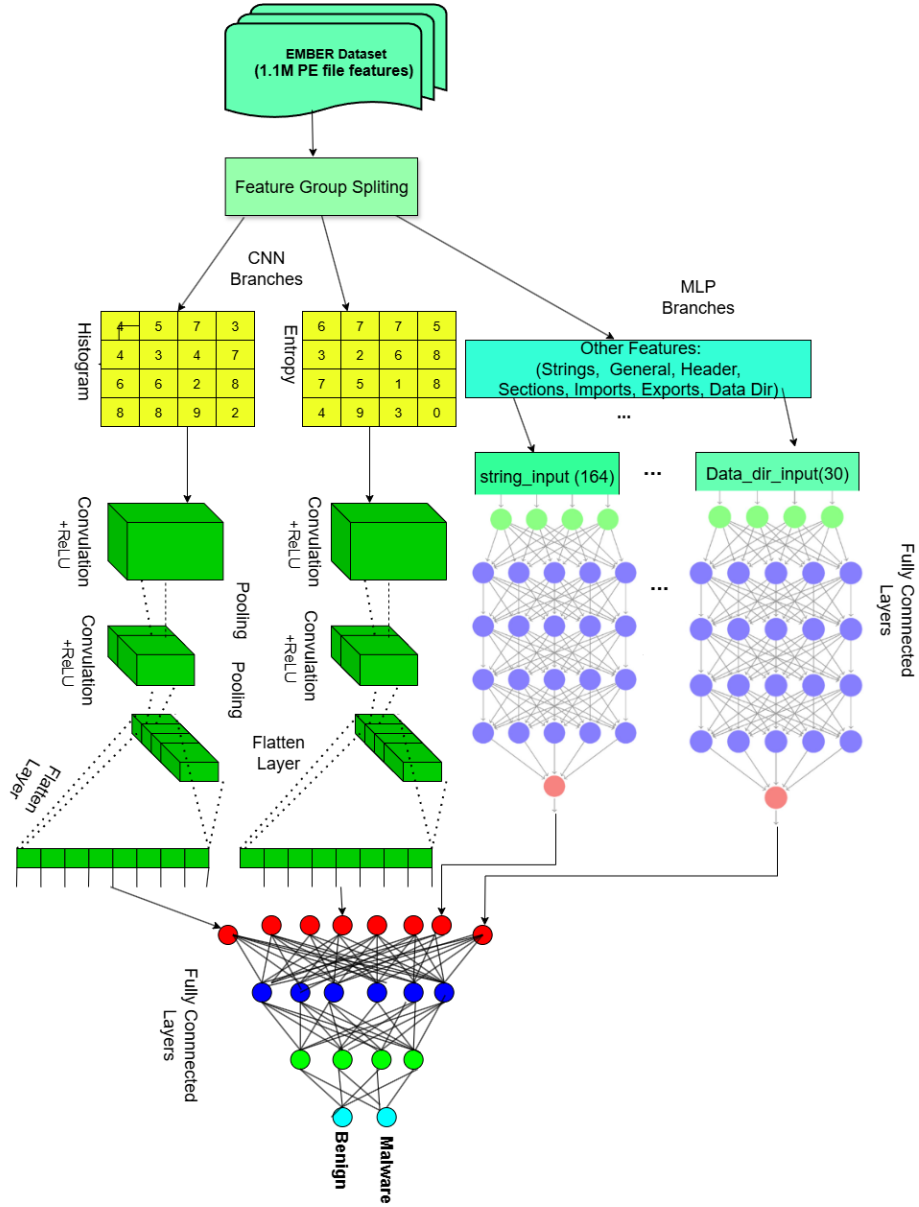 EMBER Dataset
(1.1M PE file features)
Feature Group Spliting
CNN
Branches
MLP
Branches
Histogram
4 5 7 3
4 3 4 7
6 6 2 8
8 8 9 2
Entropy
6 7 7 5
3 2 6 8
7 5 1 8
4 9 3 0
Other Features:
(Strings, General, Header,
Sections, Imports, Exports, Data Dir)
...
string_input (164)
...
Data_dir_input(30)
Convulation
+ReLU
Convulation
+ReLU
Pooling
Convulation
+ReLU
Convulation
+ReLU
Pooling
...
Fully Connnected
Layers
Flatten
Layer
Flatten
Layer
Fully Connnected
Layers
Benign
Malware